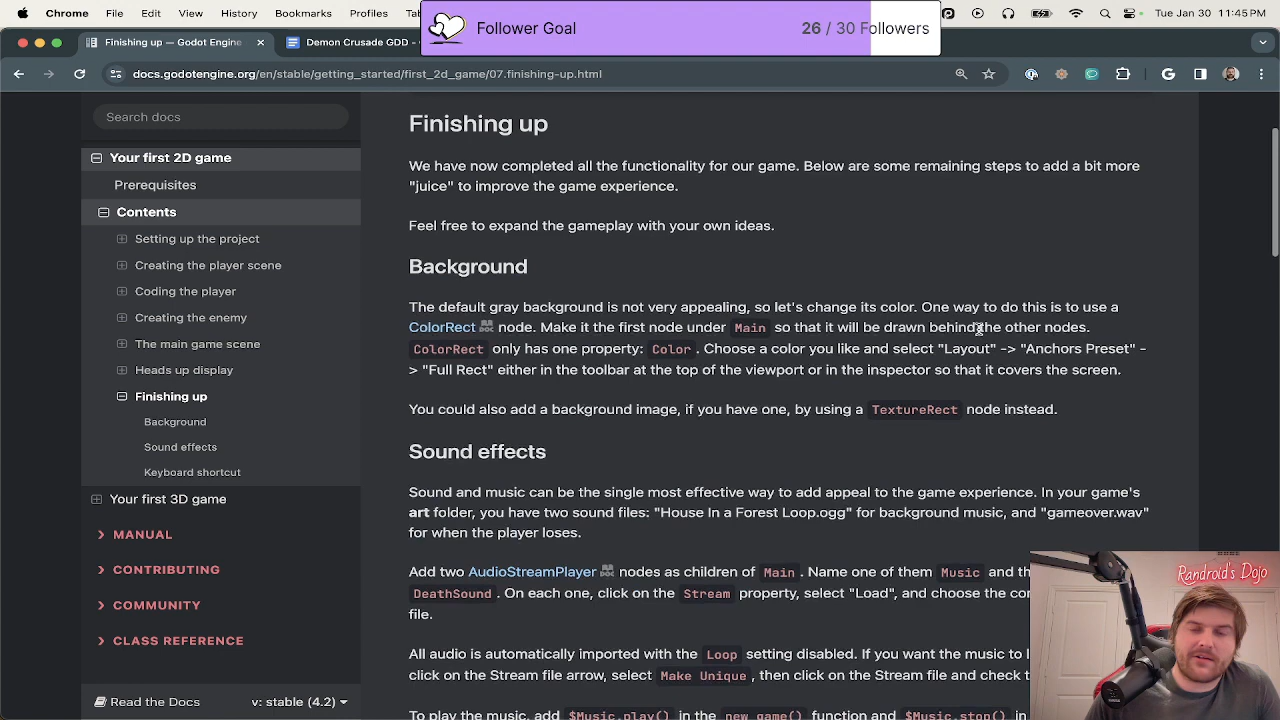 Follower Goal
26 / 30 Followers
Tue Jan 30 11:45 PM
Finishing up — Godot Engine
Demon Crusade GDD -
docs.godotengine.org/en/stable/getting_started/first_2d_game/07.finishing-up.html
Search docs
Your first 2D game
Prerequisites
Contents
Setting up the project
Creating the player scene
Coding the player
Creating the enemy
The main game scene
Heads up display
Finishing up
Background
Sound effects
Keyboard shortcut
Your first 3D game
MANUAL
CONTRIBUTING
COMMUNITY
CLASS REFERENCE
Read the Docs
v: stable (4.2)
Finishing up
We have now completed all the functionality for our game. Below are some remaining steps to add a bit more
"juice" to improve the game experience.
Feel free to expand the gameplay with your own ideas.
Background
The default gray background is not very appealing, so let's change its color. One way to do this is to use a
ColorRect node. Make it the first node under Main so that it will be drawn behind the other nodes.
ColorRect only has one property: Color . Choose a color you like and select "Layout" -> "Anchors Preset" -
> "Full Rect" either in the toolbar at the top of the viewport or in the inspector so that it covers the screen.
You could also add a background image, if you have one, by using a TextureRect node instead.
Sound effects
Sound and music can be the single most effective way to add appeal to the game experience. In your game's
art folder, you have two sound files: "House In a Forest Loop.ogg" for background music, and "gameover.wav"
for when the player loses.
Add two AudioStreamPlayer nodes as children of Main . Name one of them Music and th
DeathSound . On each one, click on the Stream property, select "Load", and choose the co
file.
All audio is automatically imported with the Loop setting disabled. If you want the music to l
click on the Stream file arrow, select Make Unique , then click on the Stream file and check t
To play the music, add $Music.play() in the new_game() function and $Music.stop() i
Randroid's Dojo